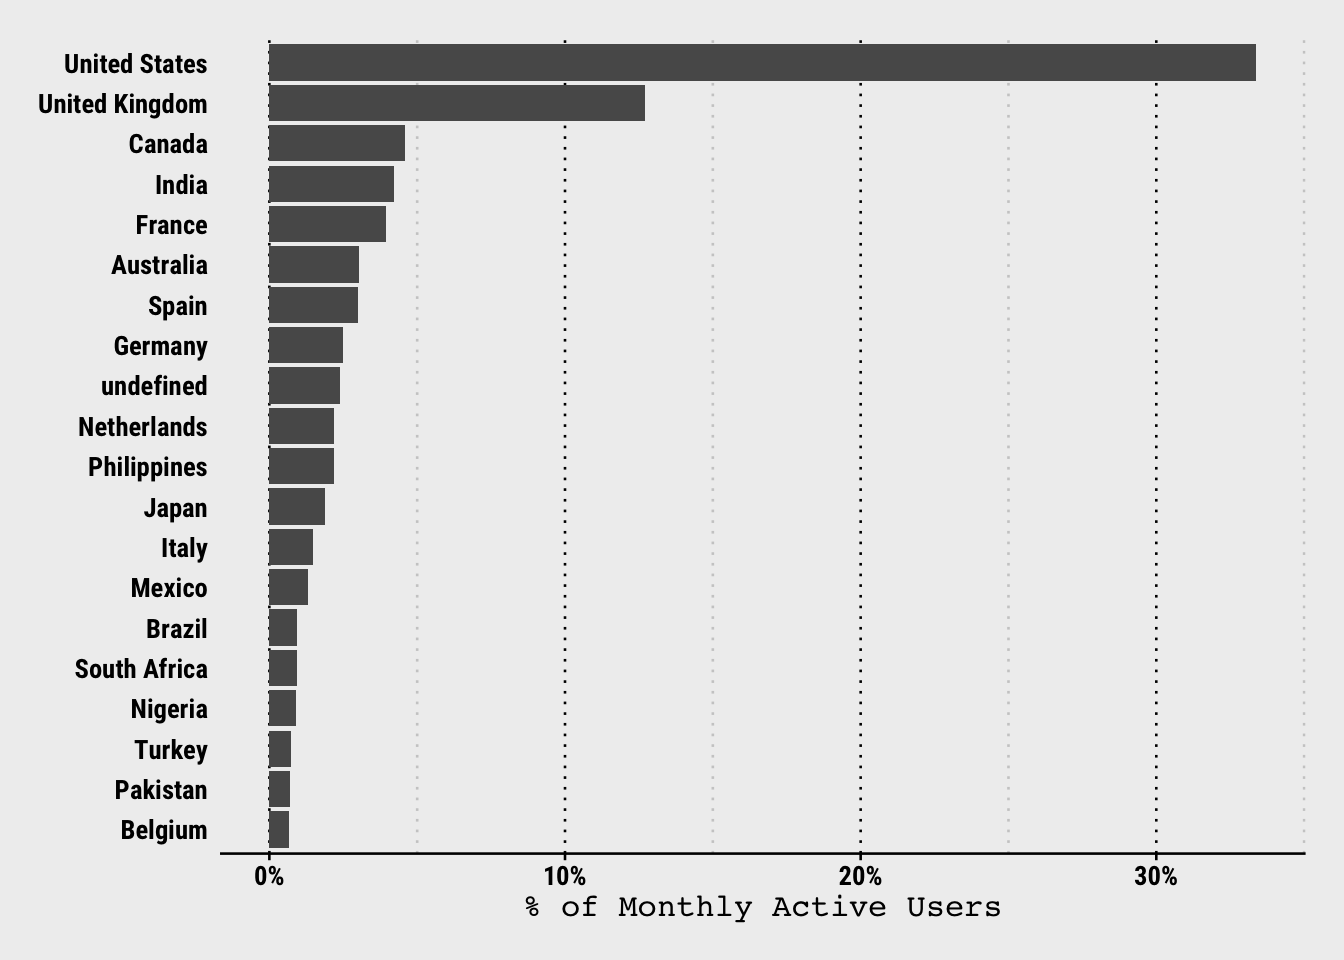 United States
United Kingdom
Canada
India
France
Australia
Spain
Germany
undefined
Netherlands
Philippines
Japan
Italy
Mexico
Brazil
South Africa
Nigeria
Turkey
Pakistan
Belgium
0% 10% 20% 30%
% of Monthly Active Users